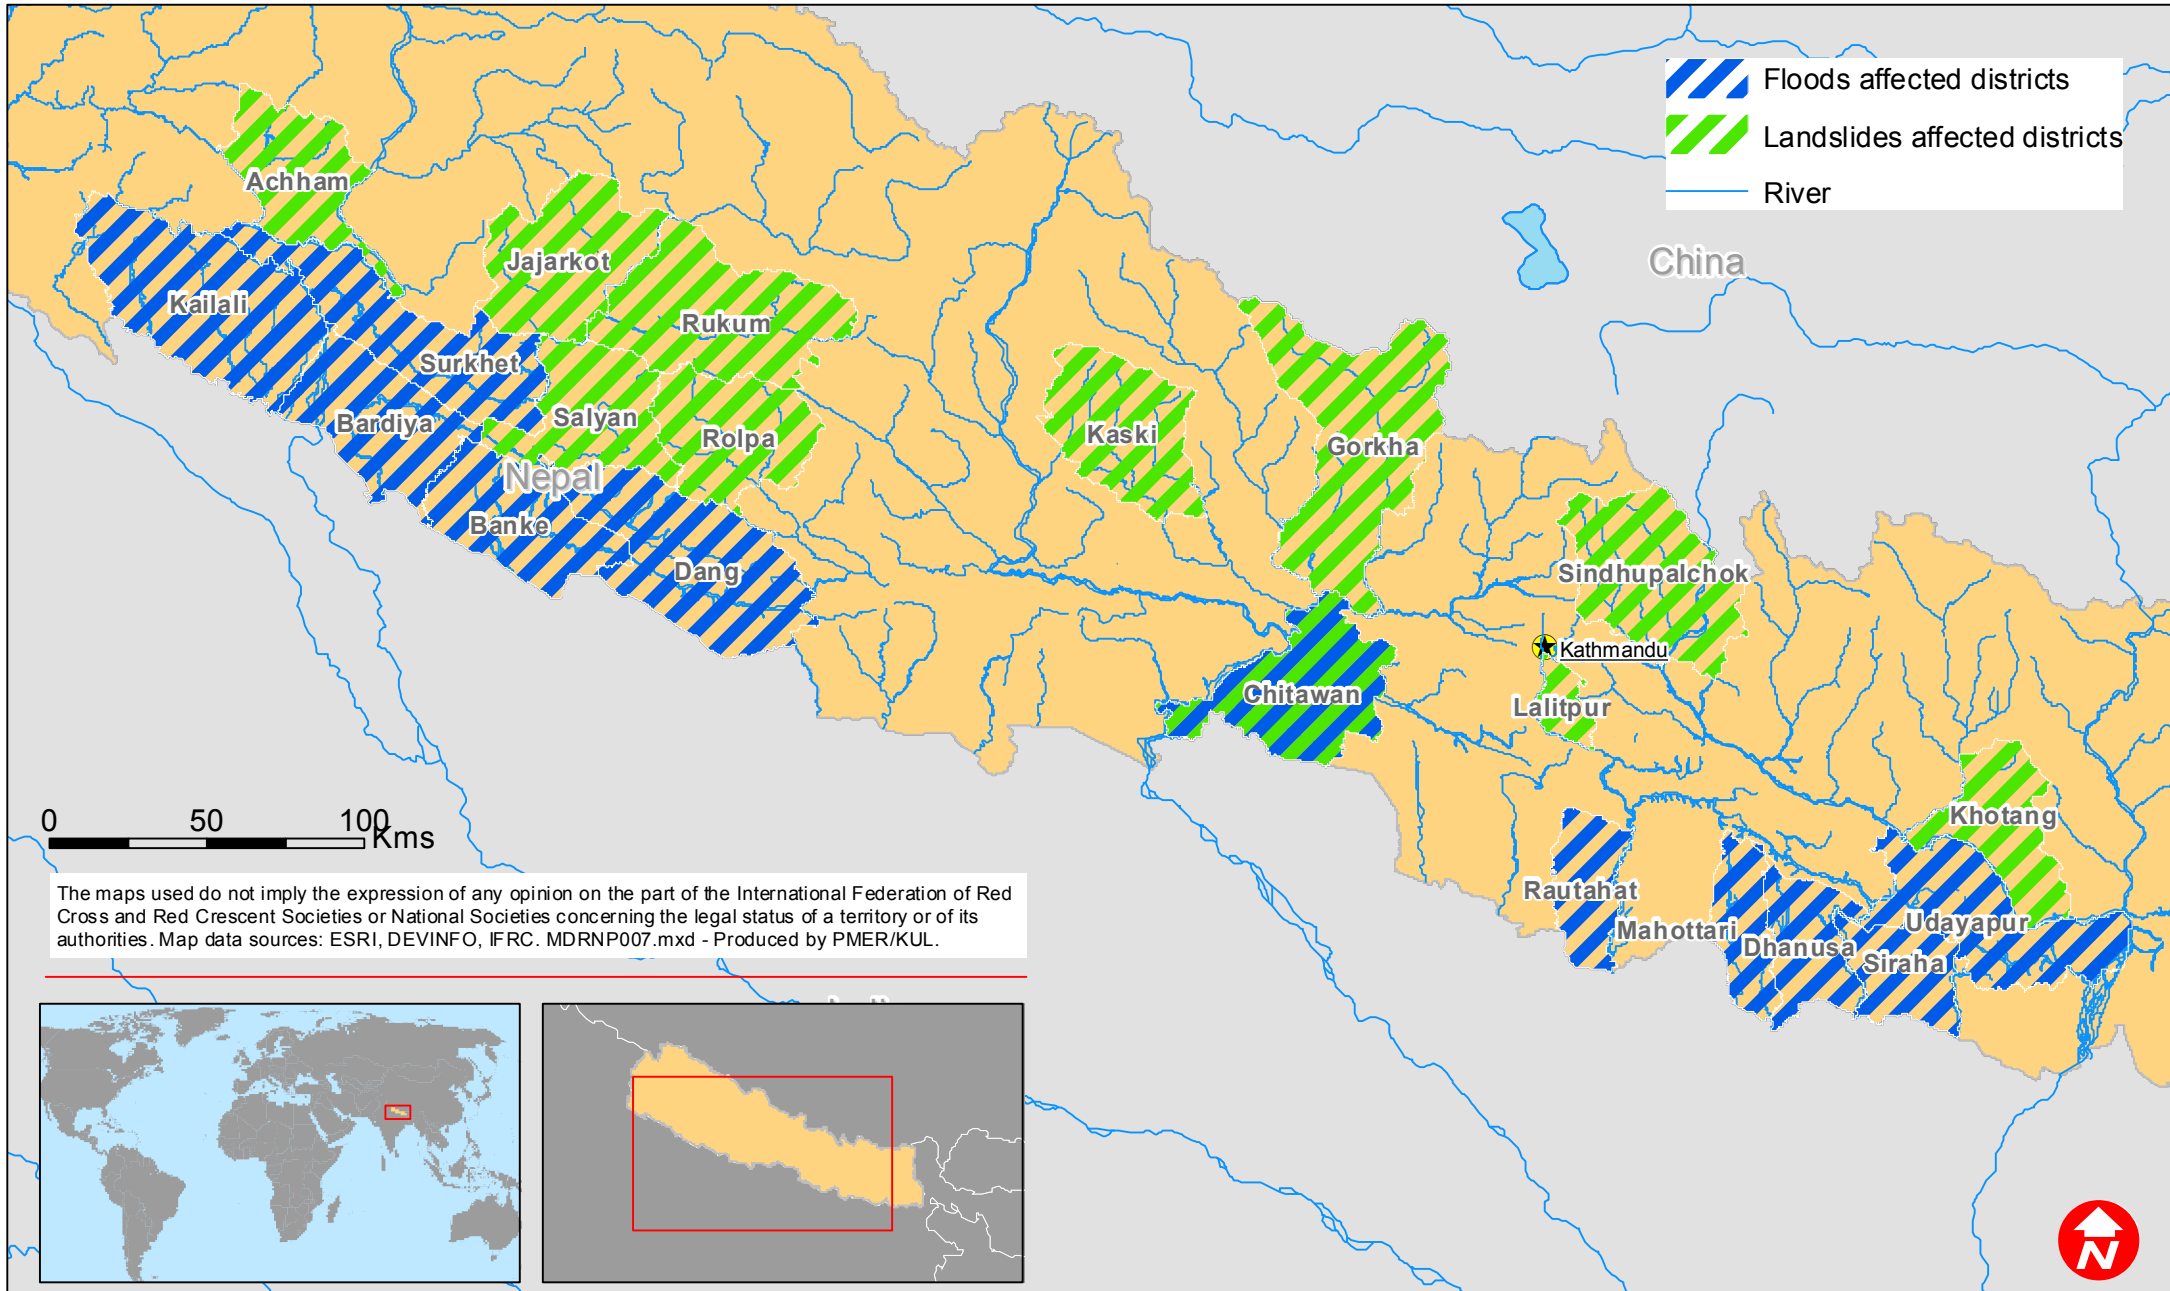 Floods affected districts
Landslides affected districts
River
China
Achham
Jajarkot
Kailali
Rukum
Surkhet
Salyan
Bardiya
Rolpa
Kaski
Gorkha
Nepal
Banke
Dang
Sindhupalchok
Kathmandu
Chitawan
Lalitpur
Khotang
Rautahat
Mahottari
Dhanusa
Siraha
Udayapur
0 50 100 Kms
The maps used do not imply the expression of any opinion on the part of the International Federation of Red
Cross and Red Crescent Societies or National Societies concerning the legal status of a territory or of its
authorities. Map data sources: ESRI, DEVINFO, IFRC. MDRNP007.mxd - Produced by PMER/KUL.
N